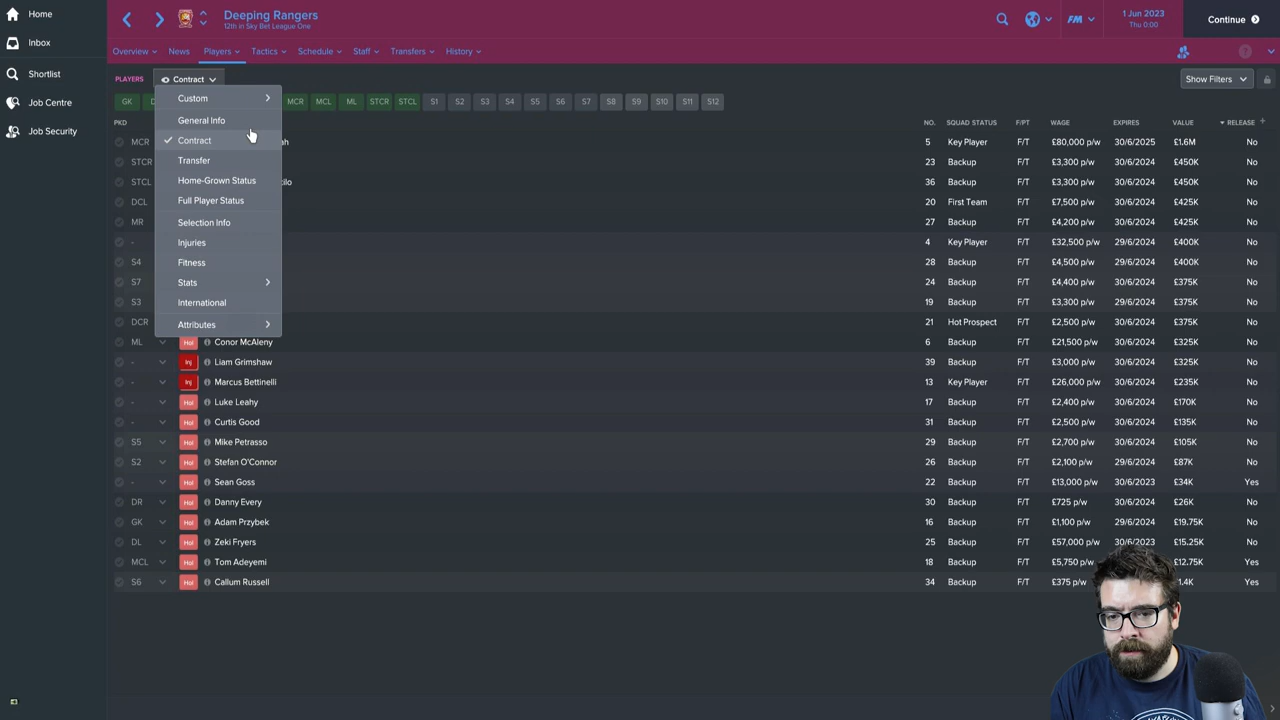 Home
Inbox
Shortlist
Job Centre
Job Security
Deeping Rangers
12th in Sky Bet League One
FM
1 Jun 2023
Thu 0:00
Continue
Overview News Players Tactics Schedule Staff Transfers History
PLAYERS Contract Show Filters
GK MCR MCL ML STCR STCL S1 S2 S3 S4 S5 S6 S7 S8 S9 S10 S11 S12
Custom
General Info
Contract
Transfer
Home-Grown Status
Full Player Status
Selection Info
Injuries
Fitness
Stats
International
Attributes
PKD NO. SQUAD STATUS F/PT WAGE EXPIRES VALUE RELEASE
MCR 5 Key Player F/T £80,000 p/w 30/6/2025 £1.6M No
STCR 23 Backup F/T £3,300 p/w 30/6/2024 £450K No
STCL 36 Backup F/T £3,300 p/w 30/6/2024 £450K No
DCL 20 First Team F/T £7,500 p/w 30/6/2024 £425K No
MR 27 Backup F/T £4,200 p/w 30/6/2024 £425K No
- 4 Key Player F/T £32,500 p/w 29/6/2024 £400K No
S4 28 Backup F/T £4,500 p/w 29/6/2024 £400K No
S7 24 Backup F/T £4,400 p/w 30/6/2024 £375K No
S3 19 Backup F/T £3,300 p/w 29/6/2024 £375K No
DCR 21 Hot Prospect F/T £2,500 p/w 30/6/2024 £375K No
ML Hol Conor McAleny 6 Backup F/T £21,500 p/w 30/6/2024 £325K No
- Inj Liam Grimshaw 39 Backup F/T £3,000 p/w 30/6/2024 £325K No
- Inj Marcus Bettinelli 13 Key Player F/T £26,000 p/w 30/6/2024 £235K No
- Hol Luke Leahy 17 Backup F/T £2,400 p/w 30/6/2024 £170K No
- Hol Curtis Good 31 Backup F/T £2,500 p/w 30/6/2024 £135K No
S5 Hol Mike Petrasso 29 Backup F/T £2,700 p/w 30/6/2024 £105K No
S2 Hol Stefan O'Connor 26 Backup F/T £2,100 p/w 29/6/2024 £87K No
- Hol Sean Goss 22 Backup F/T £13,000 p/w 30/6/2023 £34K Yes
DR Hol Danny Every 30 Backup F/T £725 p/w 30/6/2024 £26K No
GK Hol Adam Przybek 16 Backup F/T £1,100 p/w 29/6/2024 £19.75K No
DL Hol Zeki Fryers 25 Backup F/T £57,000 p/w 30/6/2023 £15.25K No
MCL Hol Tom Adeyemi 18 Backup F/T £5,750 p/w £12.75K Yes
S6 Hol Callum Russell 34 Backup F/T £375 p/w Yes